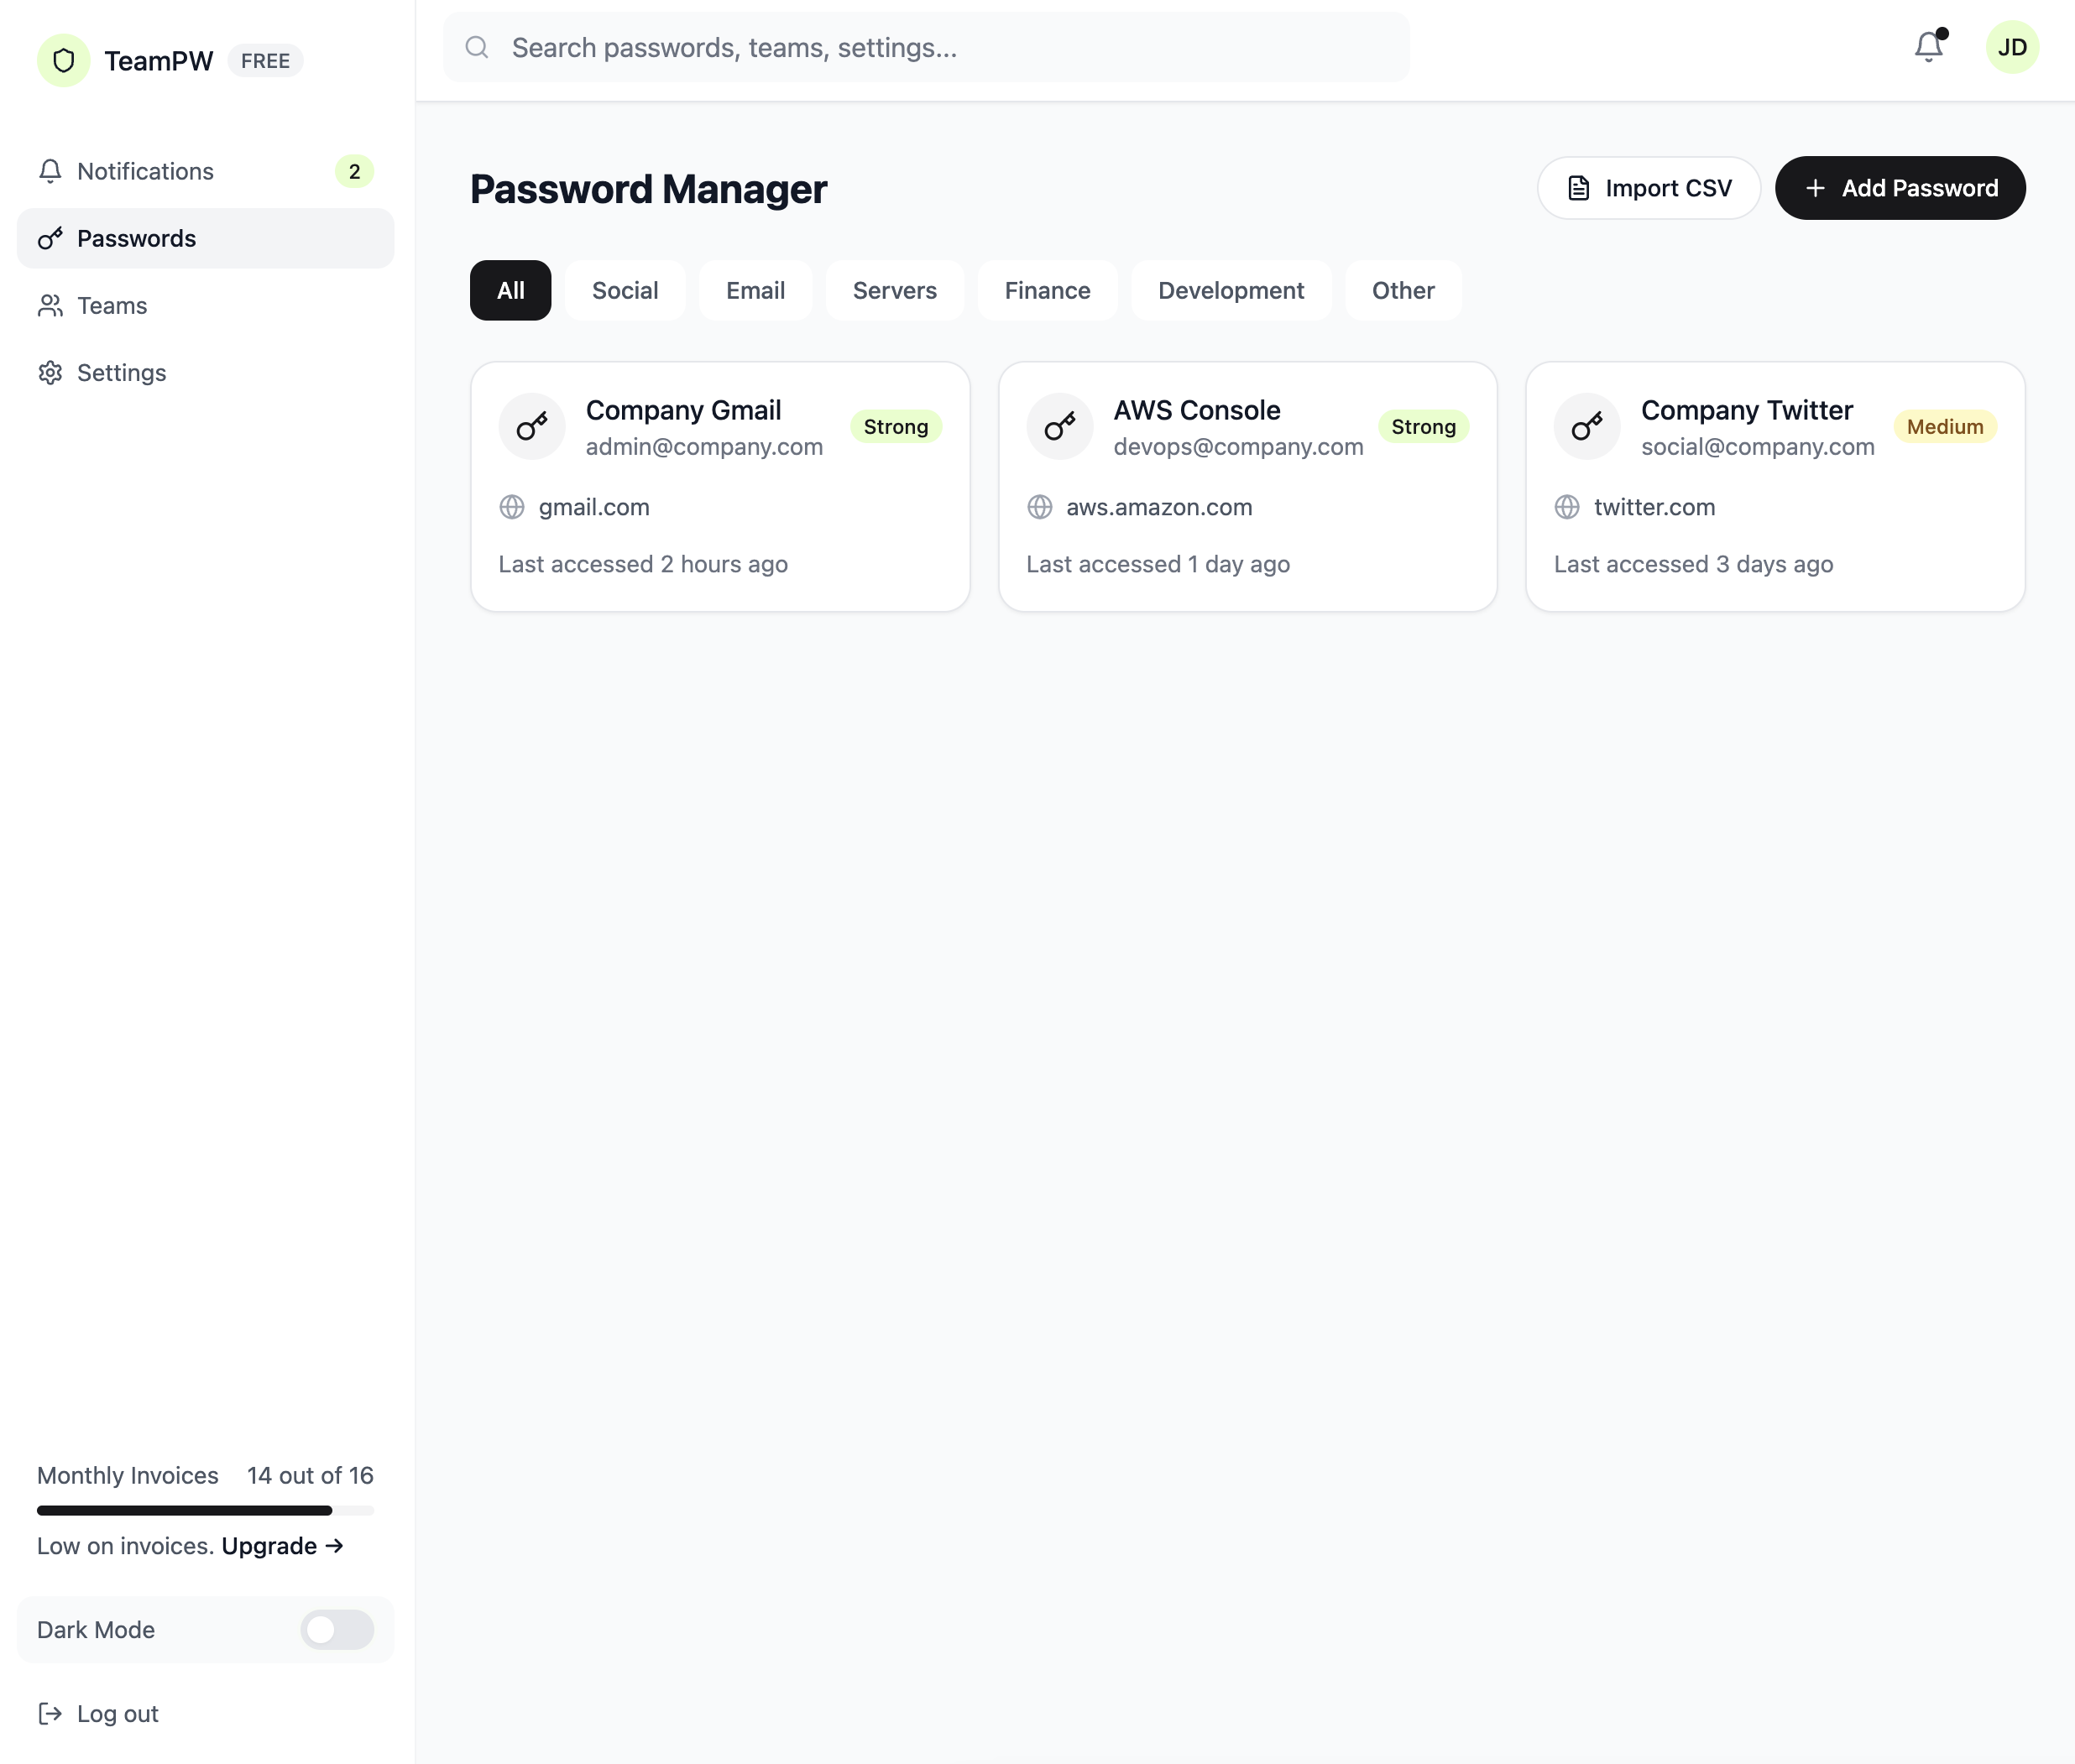 TeamPW FREE
Search passwords, teams, settings...
JD
Notifications 2
Passwords
Teams
Settings
Password Manager
Import CSV
Add Password
All Social Email Servers Finance Development Other
Company Gmail
admin@company.com
Strong
gmail.com
Last accessed 2 hours ago
AWS Console
devops@company.com
Strong
aws.amazon.com
Last accessed 1 day ago
Company Twitter
social@company.com
Medium
twitter.com
Last accessed 3 days ago
Monthly Invoices 14 out of 16
Low on invoices. Upgrade →
Dark Mode
Log out